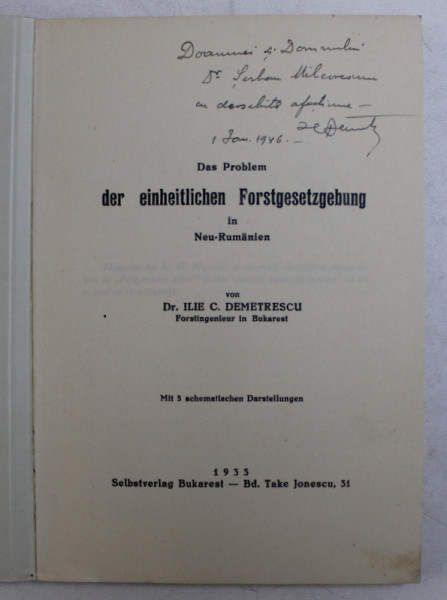 Doamnei și Domnului
Dr. Șerban Milcoveanu
cu deosebită afecțiune —
1 Ian. 1946. —
Das Problem
der einheitlichen Forstgesetzgebung
in
Neu-Rumänien
von
Dr. ILIE C. DEMETRESCU
Forstingenieur in Bukarest
Mit 5 schematischen Darstellungen
1933
Selbstverlag Bukarest — Bd. Take Jonescu, 31